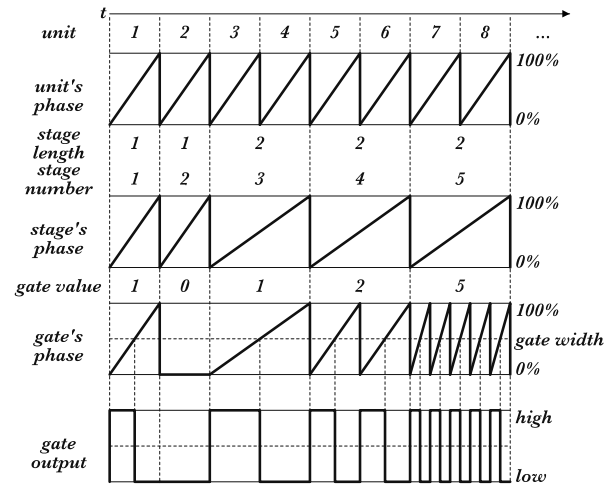 t
unit 1 2 3 4 5 6 7 8 ...
100%
unit's
phase
0%
stage
length 1 1 2 2 2
stage
number 1 2 3 4 5
100%
stage's
phase
0%
gate value 1 0 1 2 5
100%
gate's
phase
gate width
0%
high
gate
output
low